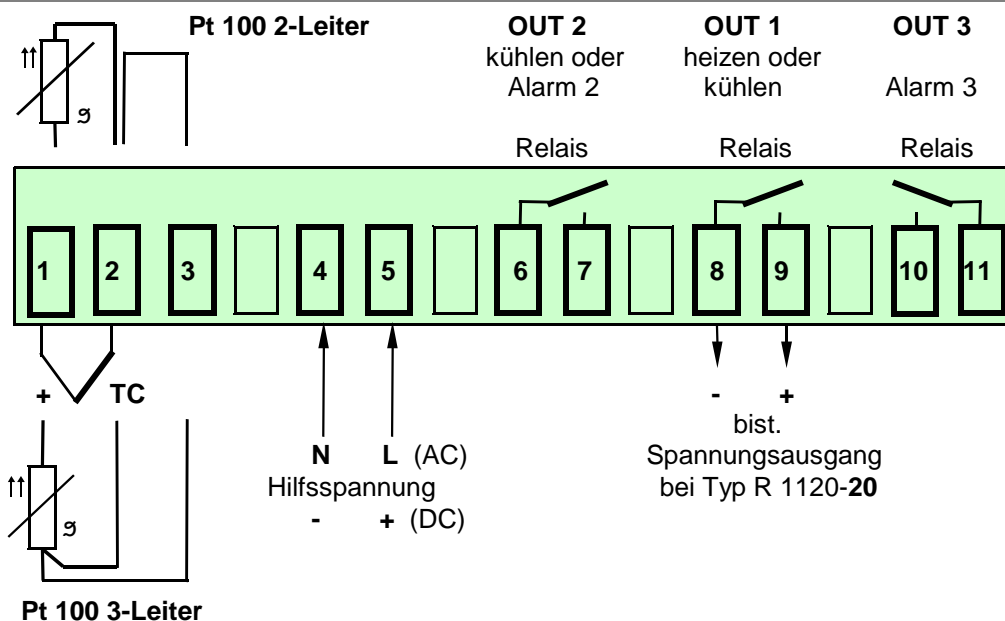 Pt 100 2-Leiter
OUT 2
kühlen oder
Alarm 2
Relais
OUT 1
heizen oder
kühlen
Relais
OUT 3
Alarm 3
Relais
ϑ
1 2 3 4 5 6 7 8 9 10 11
+ TC
N L (AC)
Hilfsspannung
- + (DC)
- +
bist.
Spannungsausgang
bei Typ R 1120-20
ϑ
Pt 100 3-Leiter